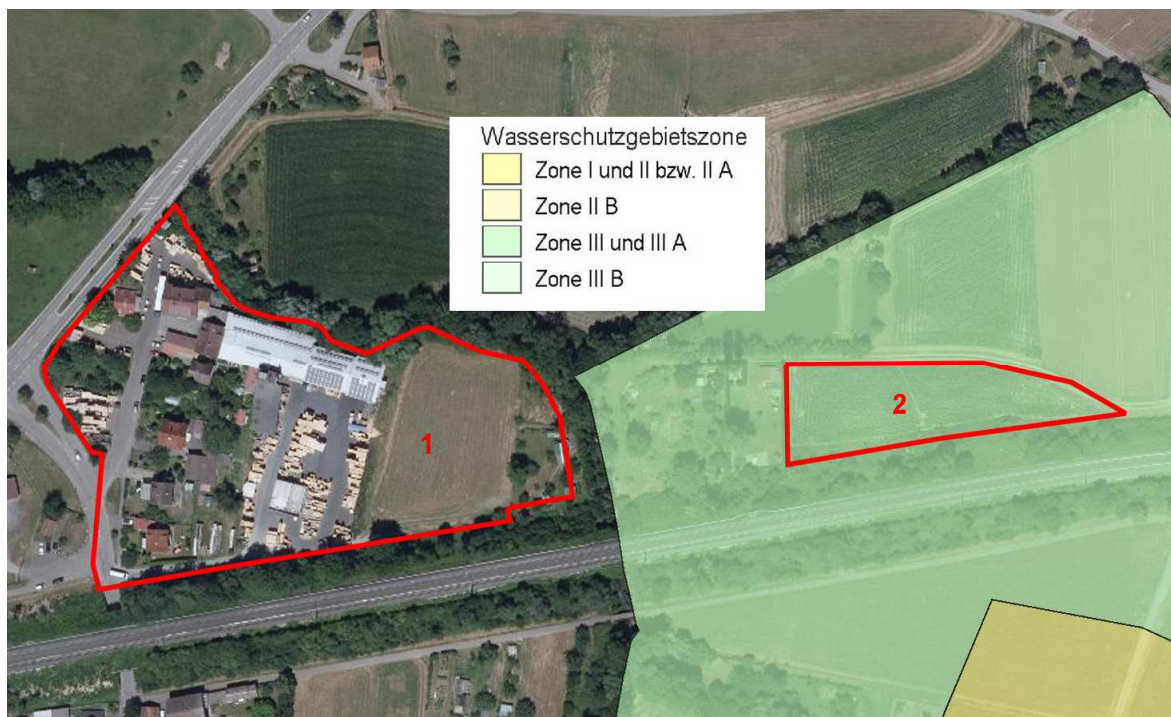 Wasserschutzgebietszone
Zone I und II bzw. II A
Zone II B
Zone III und III A
Zone III B
1
2